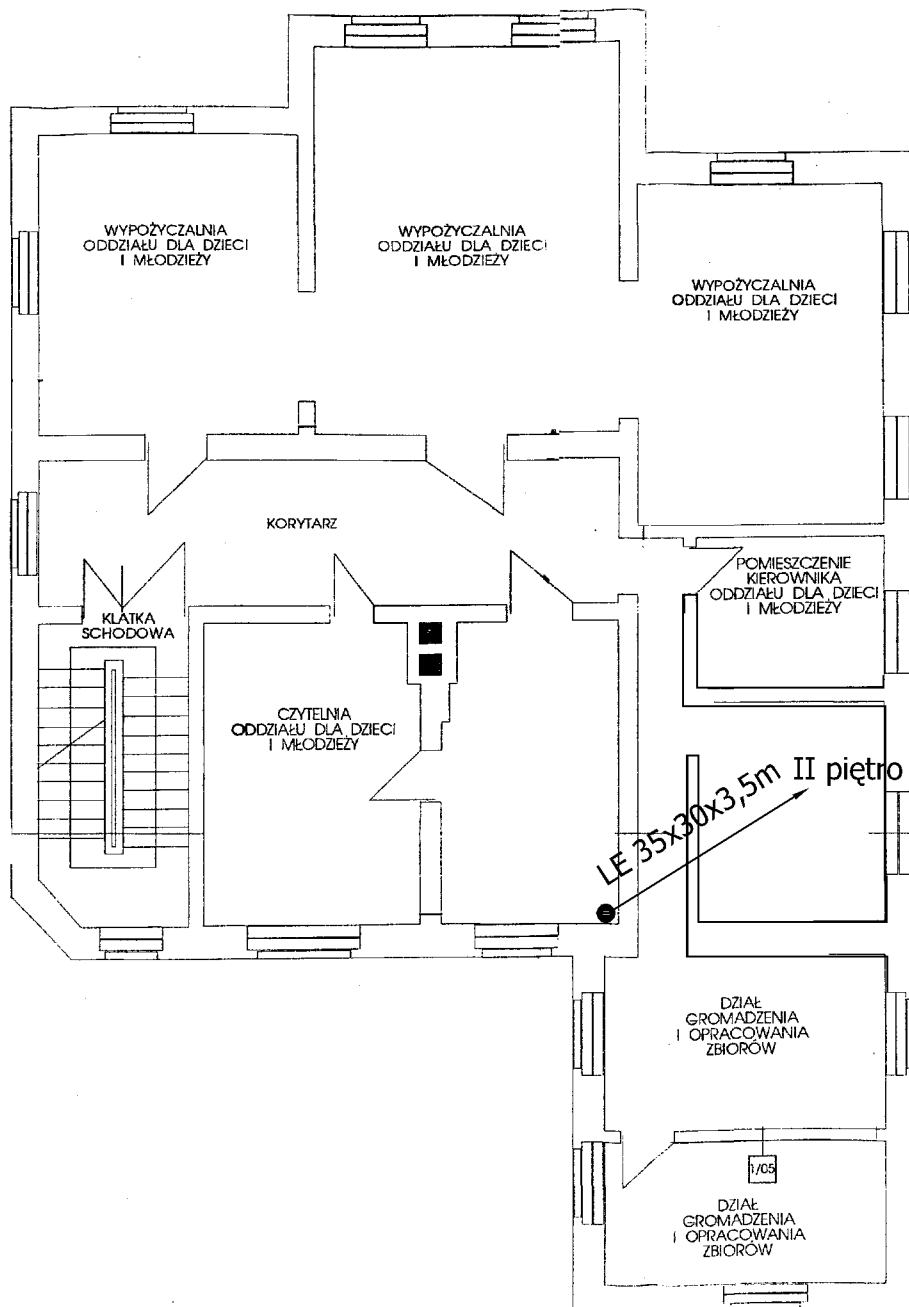 WYPOŻYCZALNIA
ODDZIAŁU DLA DZIECI
I MŁODZIEŻY
WYPOŻYCZALNIA
ODDZIAŁU DLA DZIECI
I MŁODZIEŻY
WYPOŻYCZALNIA
ODDZIAŁU DLA DZIECI
I MŁODZIEŻY
KORYTARZ
POMIESZCZENIE
KIEROWNIKA
ODDZIAŁU DLA DZIECI
I MŁODZIEŻY
KLATKA
SCHODOWA
CZYTELNIA
ODDZIAŁU DLA DZIECI
I MŁODZIEŻY
LE 35x30x3,5m II piętro
DZIAŁ
GROMADZENIA
I OPRACOWANIA
ZBIORÓW
1/05
DZIAŁ
GROMADZENIA
I OPRACOWANIA
ZBIORÓW